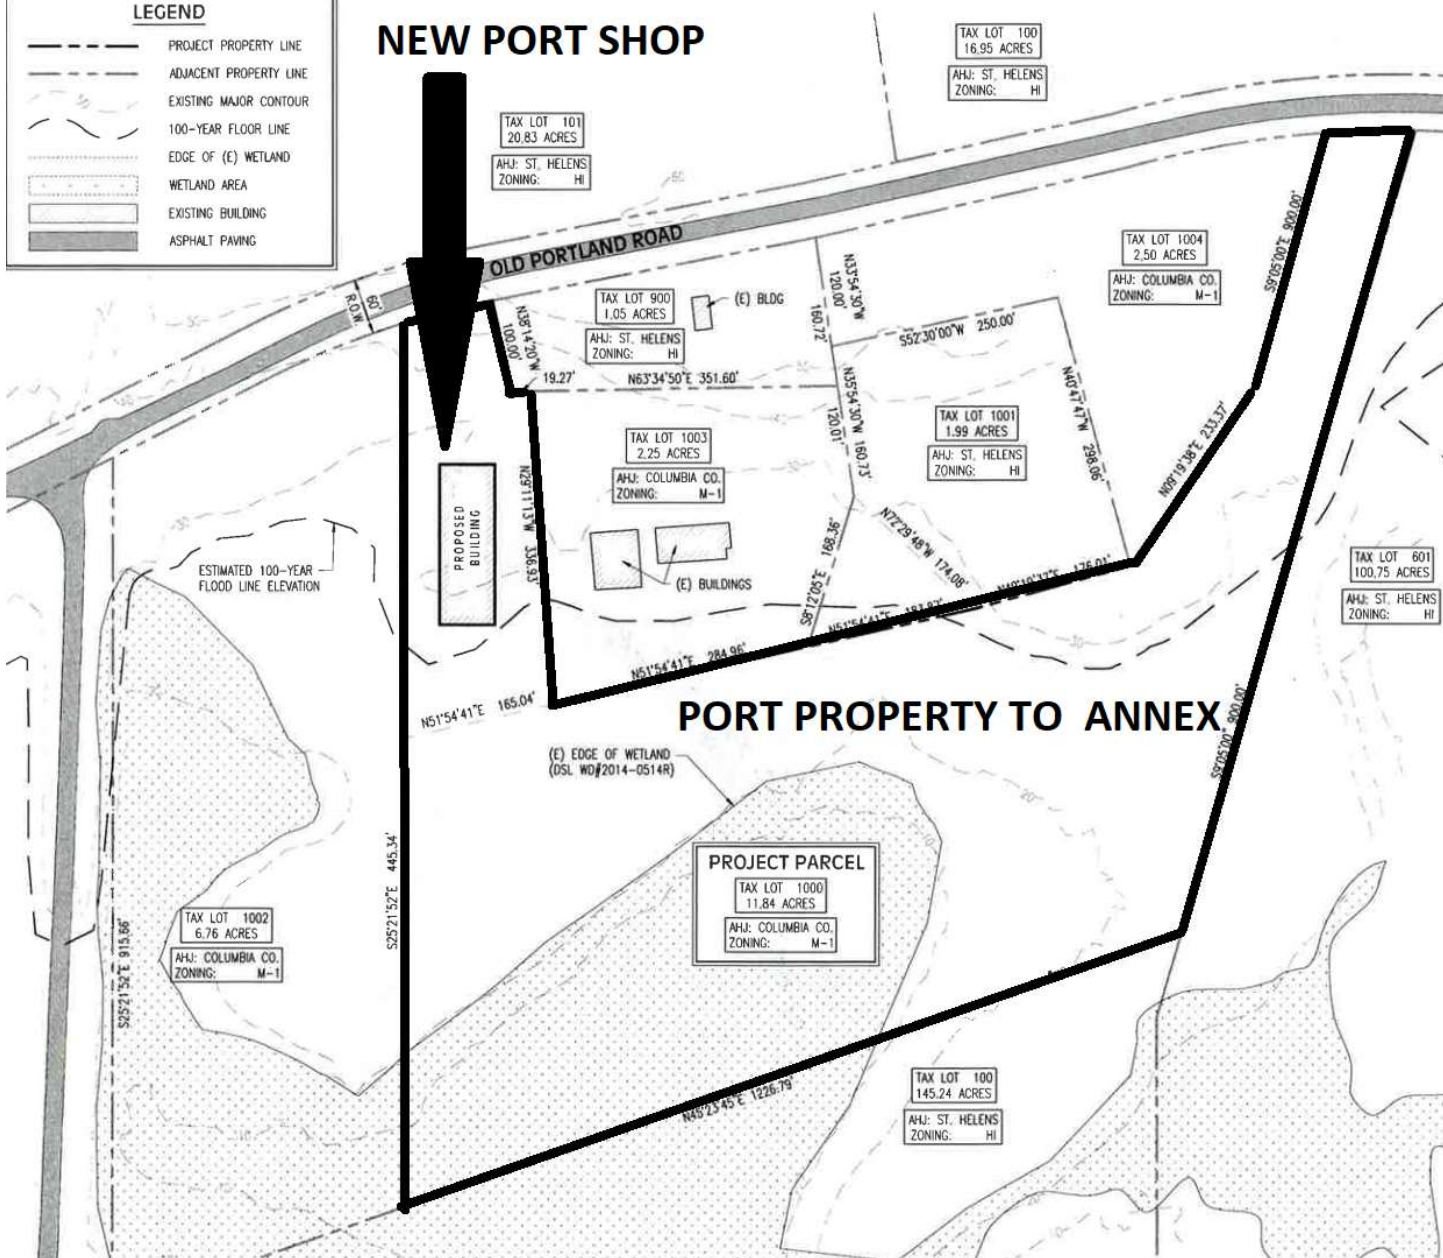 LEGEND
PROJECT PROPERTY LINE
ADJACENT PROPERTY LINE
EXISTING MAJOR CONTOUR
100-YEAR FLOOR LINE
EDGE OF (E) WETLAND
WETLAND AREA
EXISTING BUILDING
ASPHALT PAVING
NEW PORT SHOP
TAX LOT 100
16.95 ACRES
AHJ: ST. HELENS
ZONING: HI
TAX LOT 101
20.83 ACRES
AHJ: ST. HELENS
ZONING: HI
50
OLD PORTLAND ROAD
60'
R.O.W.
TAX LOT 1004
2.50 ACRES
AHJ: COLUMBIA CO.
ZONING: M-1
S9°05'00"E 900.00'
TAX LOT 900
1.05 ACRES
AHJ: ST. HELENS
ZONING: HI
(E) BLDG
N33°54'30"W
120.00'
160.72'
S52°30'00"W 250.00'
N38°14'20"W
100.00'
19.27'
N63°34'50"E 351.60'
N35°54'30"W 160.73'
120.01'
N40°47'47"W 298.06'
TAX LOT 1001
1.99 ACRES
AHJ: ST. HELENS
ZONING: HI
N09°19'38"E 233.37'
TAX LOT 1003
2.25 ACRES
AHJ: COLUMBIA CO.
ZONING: M-1
N29°11'13"W 336.93'
PROPOSED
BUILDING
(E) BUILDINGS
S8°12'05"E 168.36'
N72°29'48"W 174.08'
ESTIMATED 100-YEAR
FLOOD LINE ELEVATION
TAX LOT 601
100.75 ACRES
AHJ: ST. HELENS
ZONING: HI
N51°54'41"E 284.96'
N51°54'41"E 165.04'
30
PORT PROPERTY TO ANNEX
S9°05'00" 900.00'
(E) EDGE OF WETLAND
(DSL WD#2014-0514R)
20
10
PROJECT PARCEL
TAX LOT 1000
11.84 ACRES
AHJ: COLUMBIA CO.
ZONING: M-1
S25°21'52"E 445.34'
TAX LOT 1002
6.76 ACRES
AHJ: COLUMBIA CO.
ZONING: M-1
S25°21'52"E 915.66'
N45°23'45"E 1226.79'
TAX LOT 100
145.24 ACRES
AHJ: ST. HELENS
ZONING: HI